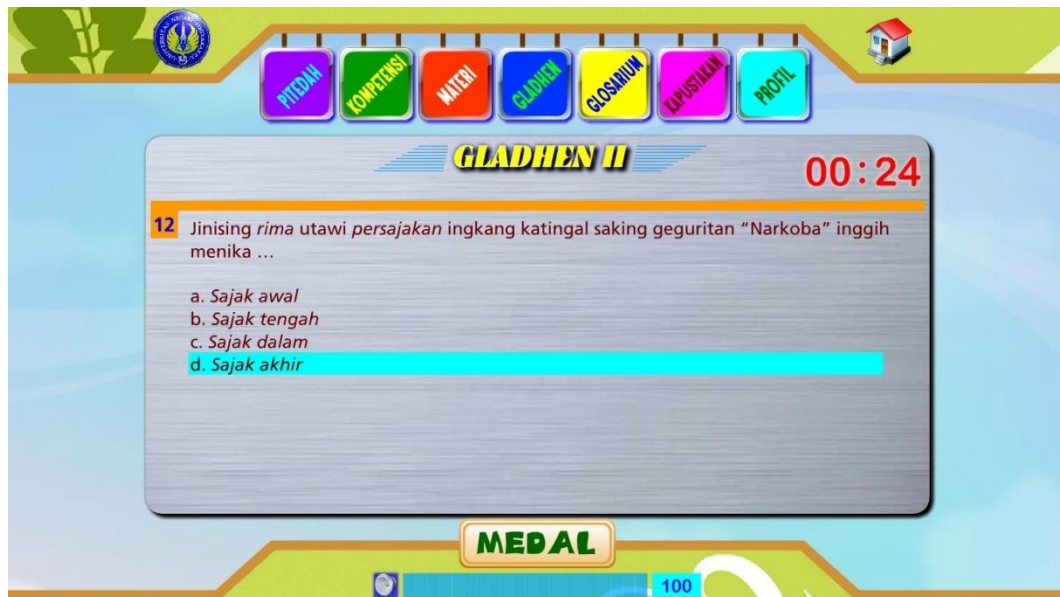 PITEDAH
KOMPETENSI
MATERI
GLADHEN
GLOSARIUM
KAPUSTAKAN
PROFIL
GLADHEN II
00:24
12 Jinising rima utawi persajakan ingkang katingal saking geguritan “Narkoba” inggih
menika ...
a. Sajak awal
b. Sajak tengah
c. Sajak dalam
d. Sajak akhir
MEDAL
100